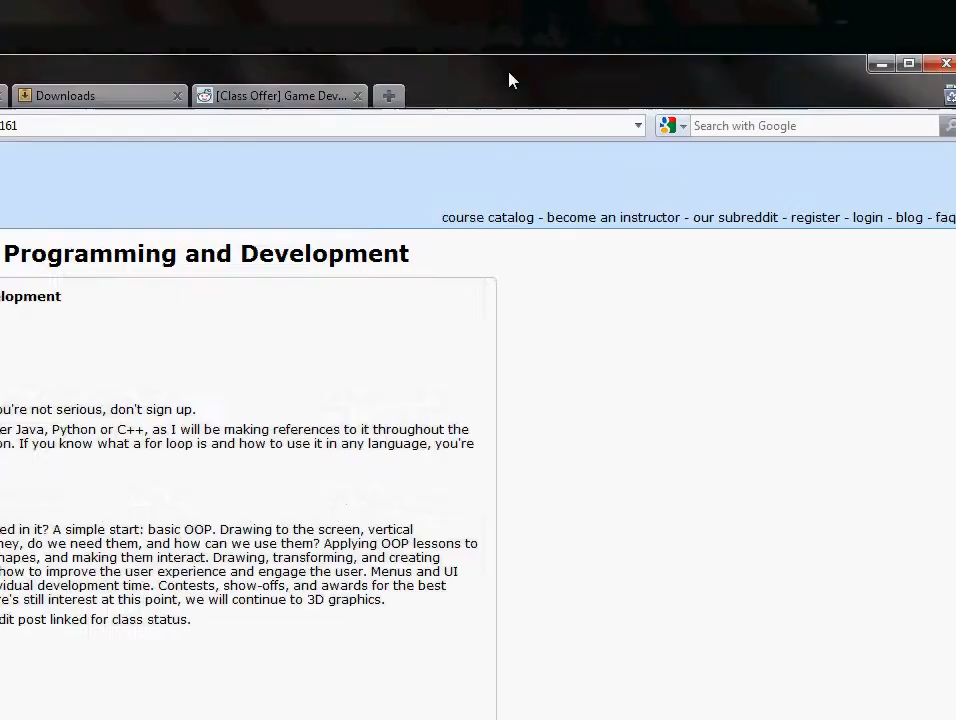 Downloads
[Class Offer] Game Dev...
161
Search with Google
course catalog - become an instructor - our subreddit - register - login - blog - faq
Programming and Development
elopment
ou're not serious, don't sign up.
er Java, Python or C++, as I will be making references to it throughout the
on. If you know what a for loop is and how to use it in any language, you're
ed in it? A simple start: basic OOP. Drawing to the screen, vertical
hey, do we need them, and how can we use them? Applying OOP lessons to
hapes, and making them interact. Drawing, transforming, and creating
how to improve the user experience and engage the user. Menus and UI
vidual development time. Contests, show-offs, and awards for the best
re's still interest at this point, we will continue to 3D graphics.
dit post linked for class status.